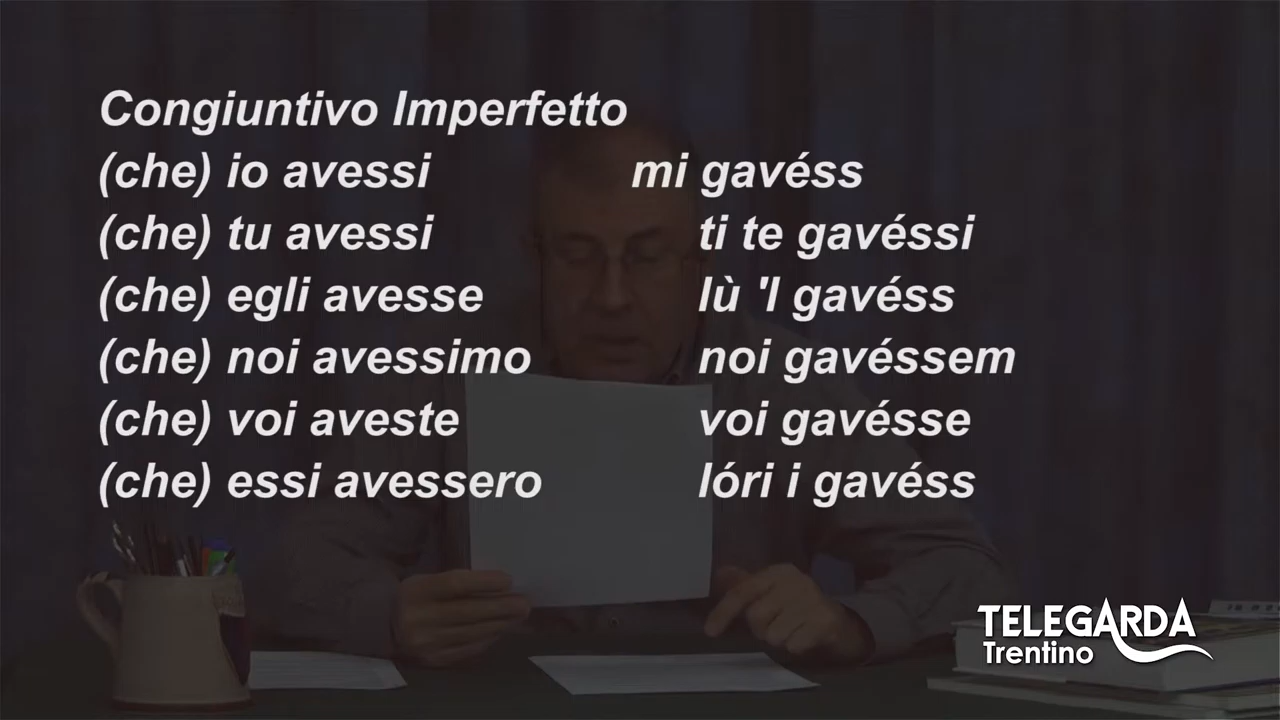 Congiuntivo Imperfetto
(che) io avessi mi gavéss
(che) tu avessi ti te gavéssi
(che) egli avesse lù 'l gavéss
(che) noi avessimo noi gavéssem
(che) voi aveste voi gavésse
(che) essi avessero lóri i gavéss
TELEGARDA
Trentino